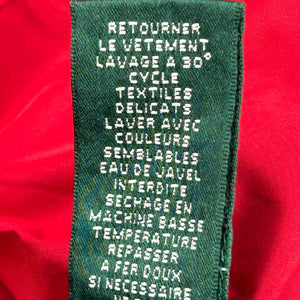 RETOURNER
LE VETEMENT
LAVAGE A 30°
CYCLE
TEXTILES
DELICATS
LAVER AVEC
COULEURS
SEMBLABLES
EAU DE JAVEL
INTERDITE
SECHAGE EN
MACHINE BASSE
TEMPERATURE
REPASSER
A FER DOUX
SI NECESSAIRE